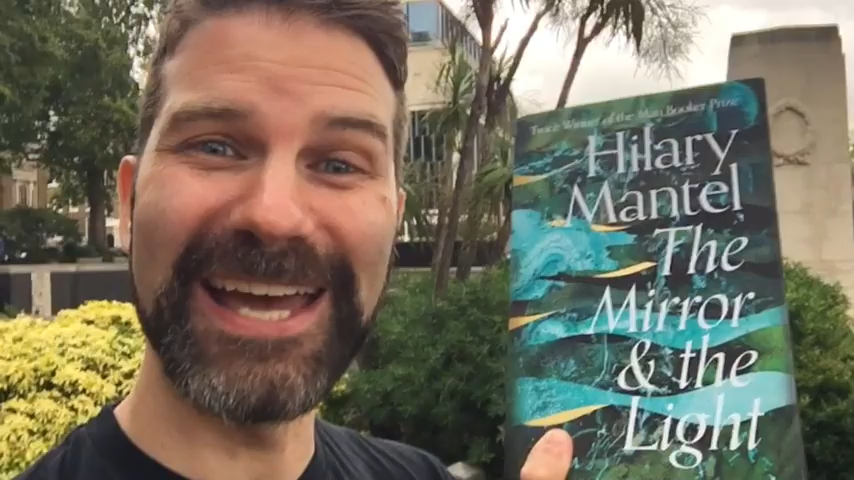 Twice Winner of the Man Booker Prize
Hilary
Mantel
The
Mirror
& the
Light